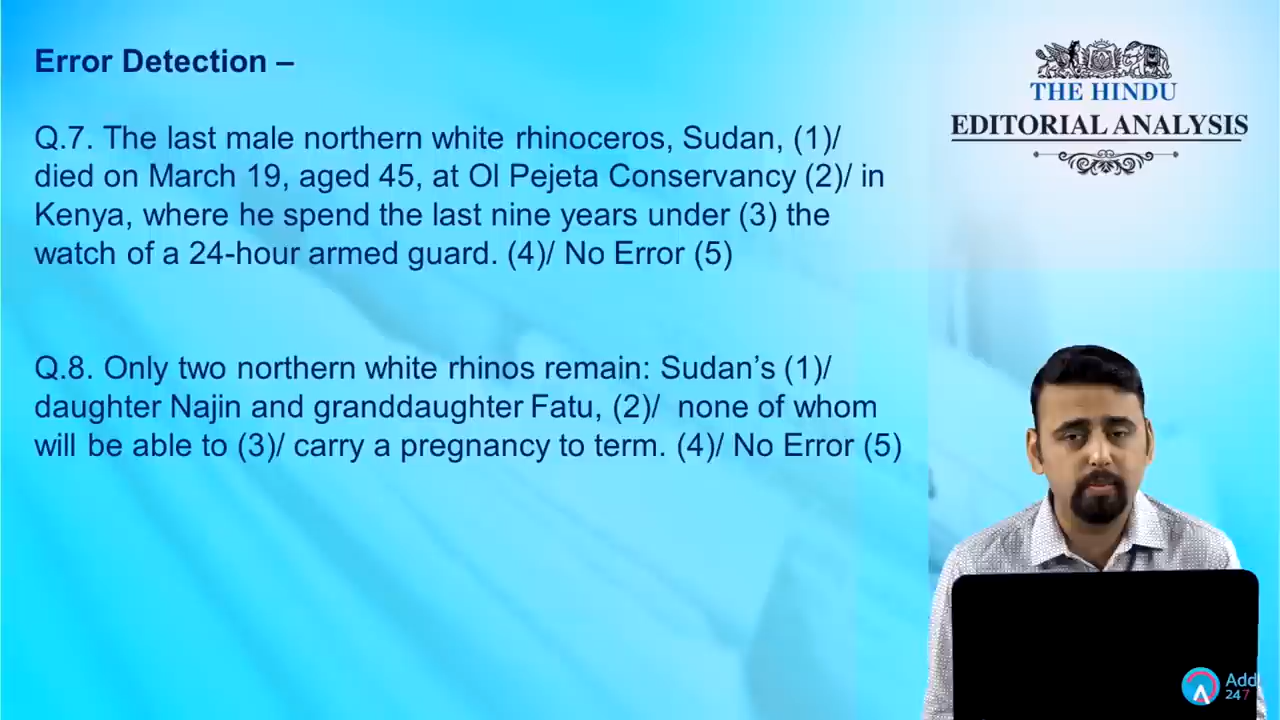 Error Detection –
Q.7. The last male northern white rhinoceros, Sudan, (1)/
died on March 19, aged 45, at Ol Pejeta Conservancy (2)/ in
Kenya, where he spend the last nine years under (3) the
watch of a 24-hour armed guard. (4)/ No Error (5)
Q.8. Only two northern white rhinos remain: Sudan's (1)/
daughter Najin and granddaughter Fatu, (2)/ none of whom
will be able to (3)/ carry a pregnancy to term. (4)/ No Error (5)
THE HINDU
EDITORIAL ANALYSIS
Add
247